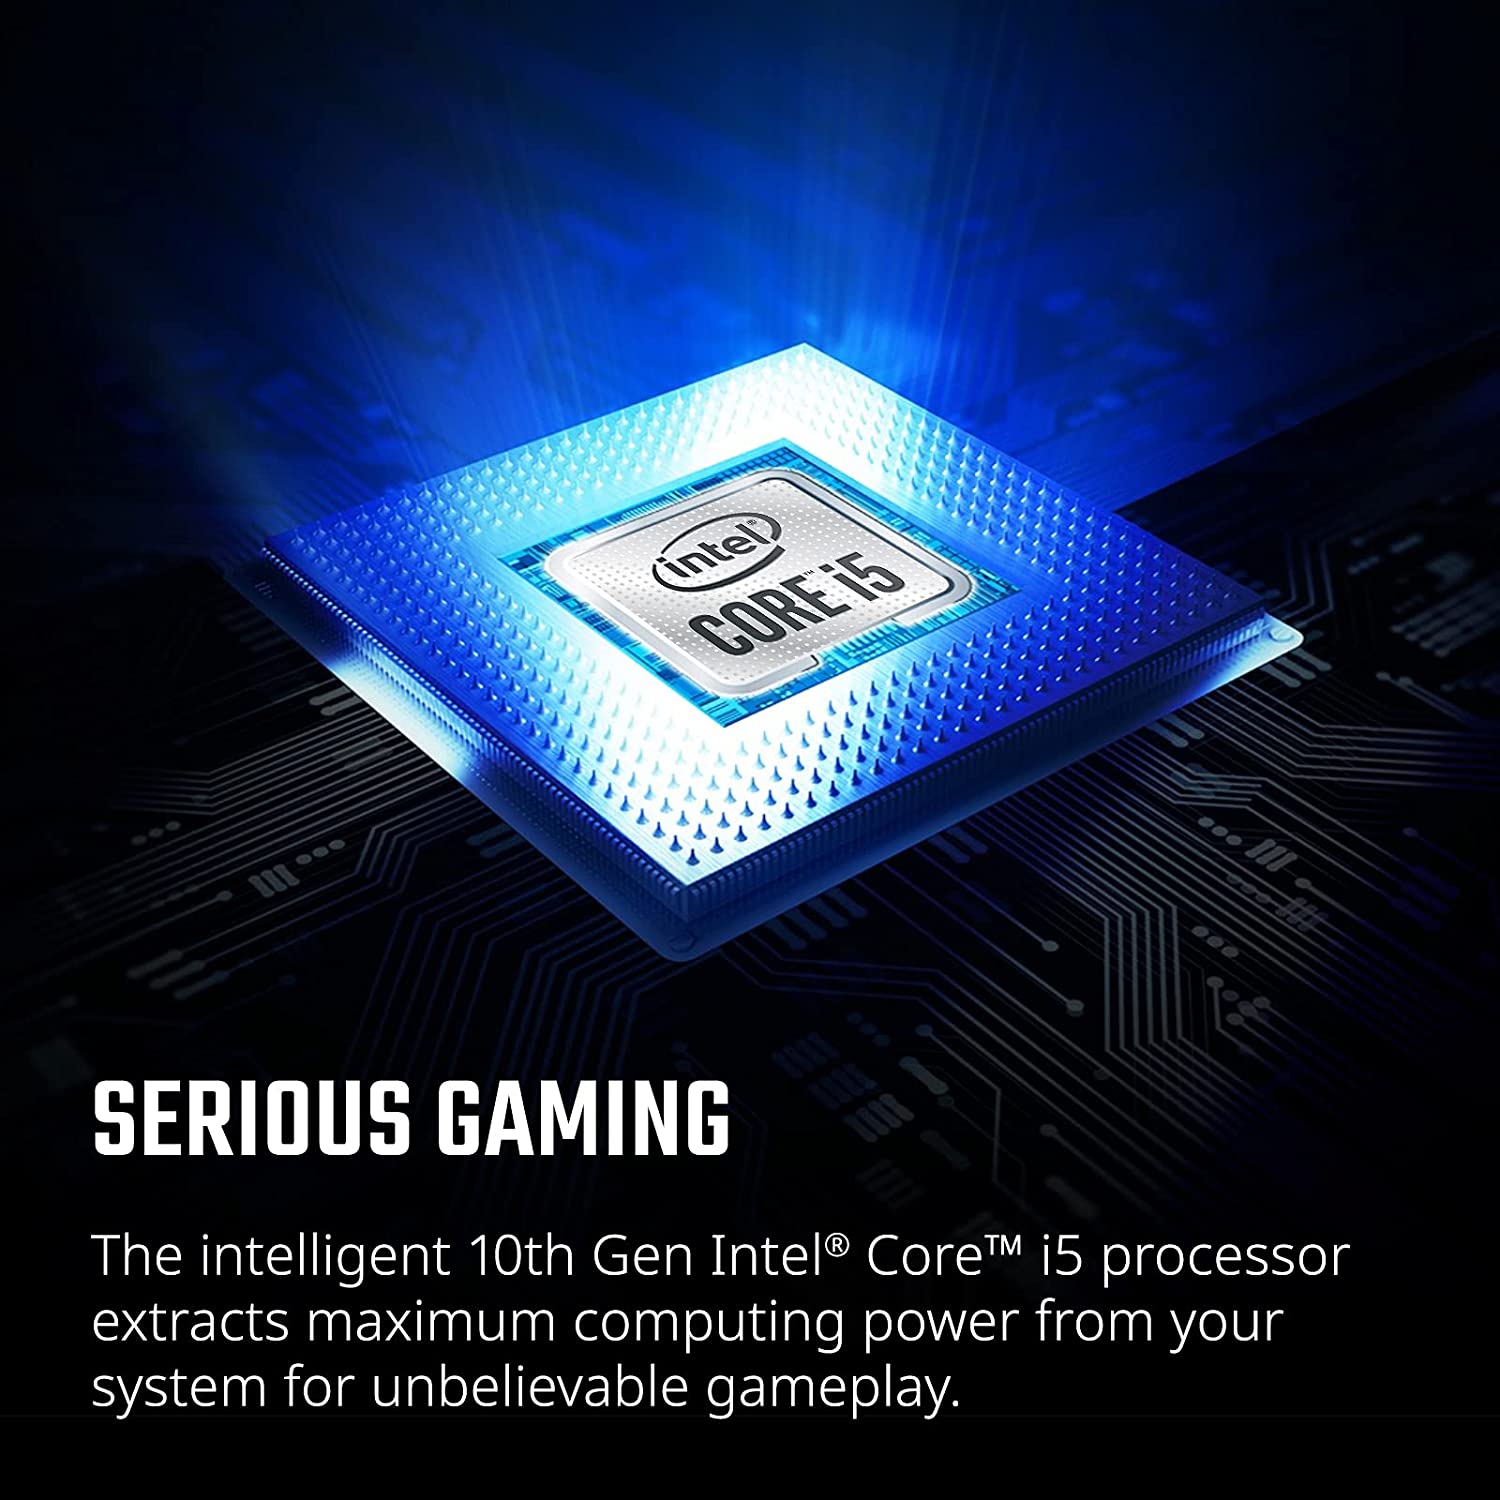 intel®
CORE™ i5
SERIOUS GAMING
The intelligent 10th Gen Intel® Core™ i5 processor
extracts maximum computing power from your
system for unbelievable gameplay.